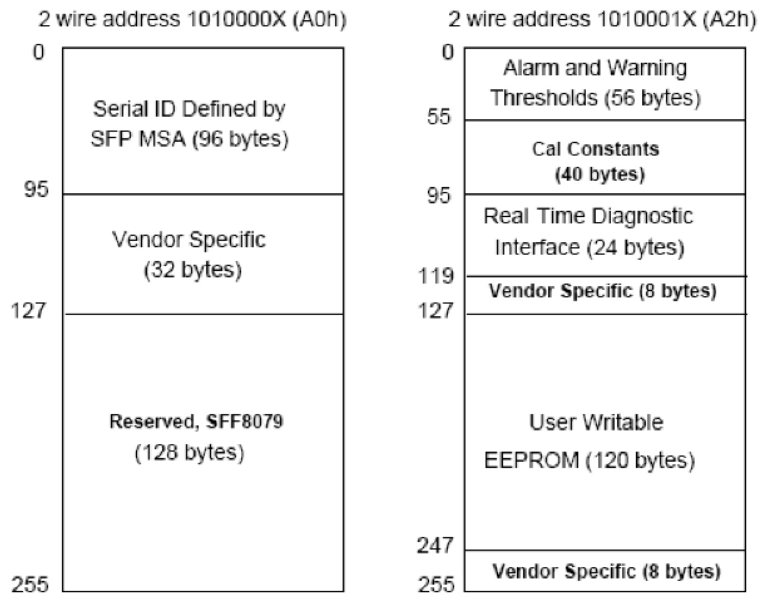 2 wire address 1010000X (A0h)
0
Serial ID Defined by
SFP MSA (96 bytes)
95
Vendor Specific
(32 bytes)
127
Reserved, SFF8079
(128 bytes)
255
2 wire address 1010001X (A2h)
0
Alarm and Warning
Thresholds (56 bytes)
55
Cal Constants
(40 bytes)
95
Real Time Diagnostic
Interface (24 bytes)
119
Vendor Specific (8 bytes)
127
User Writable
EEPROM (120 bytes)
247
Vendor Specific (8 bytes)
255